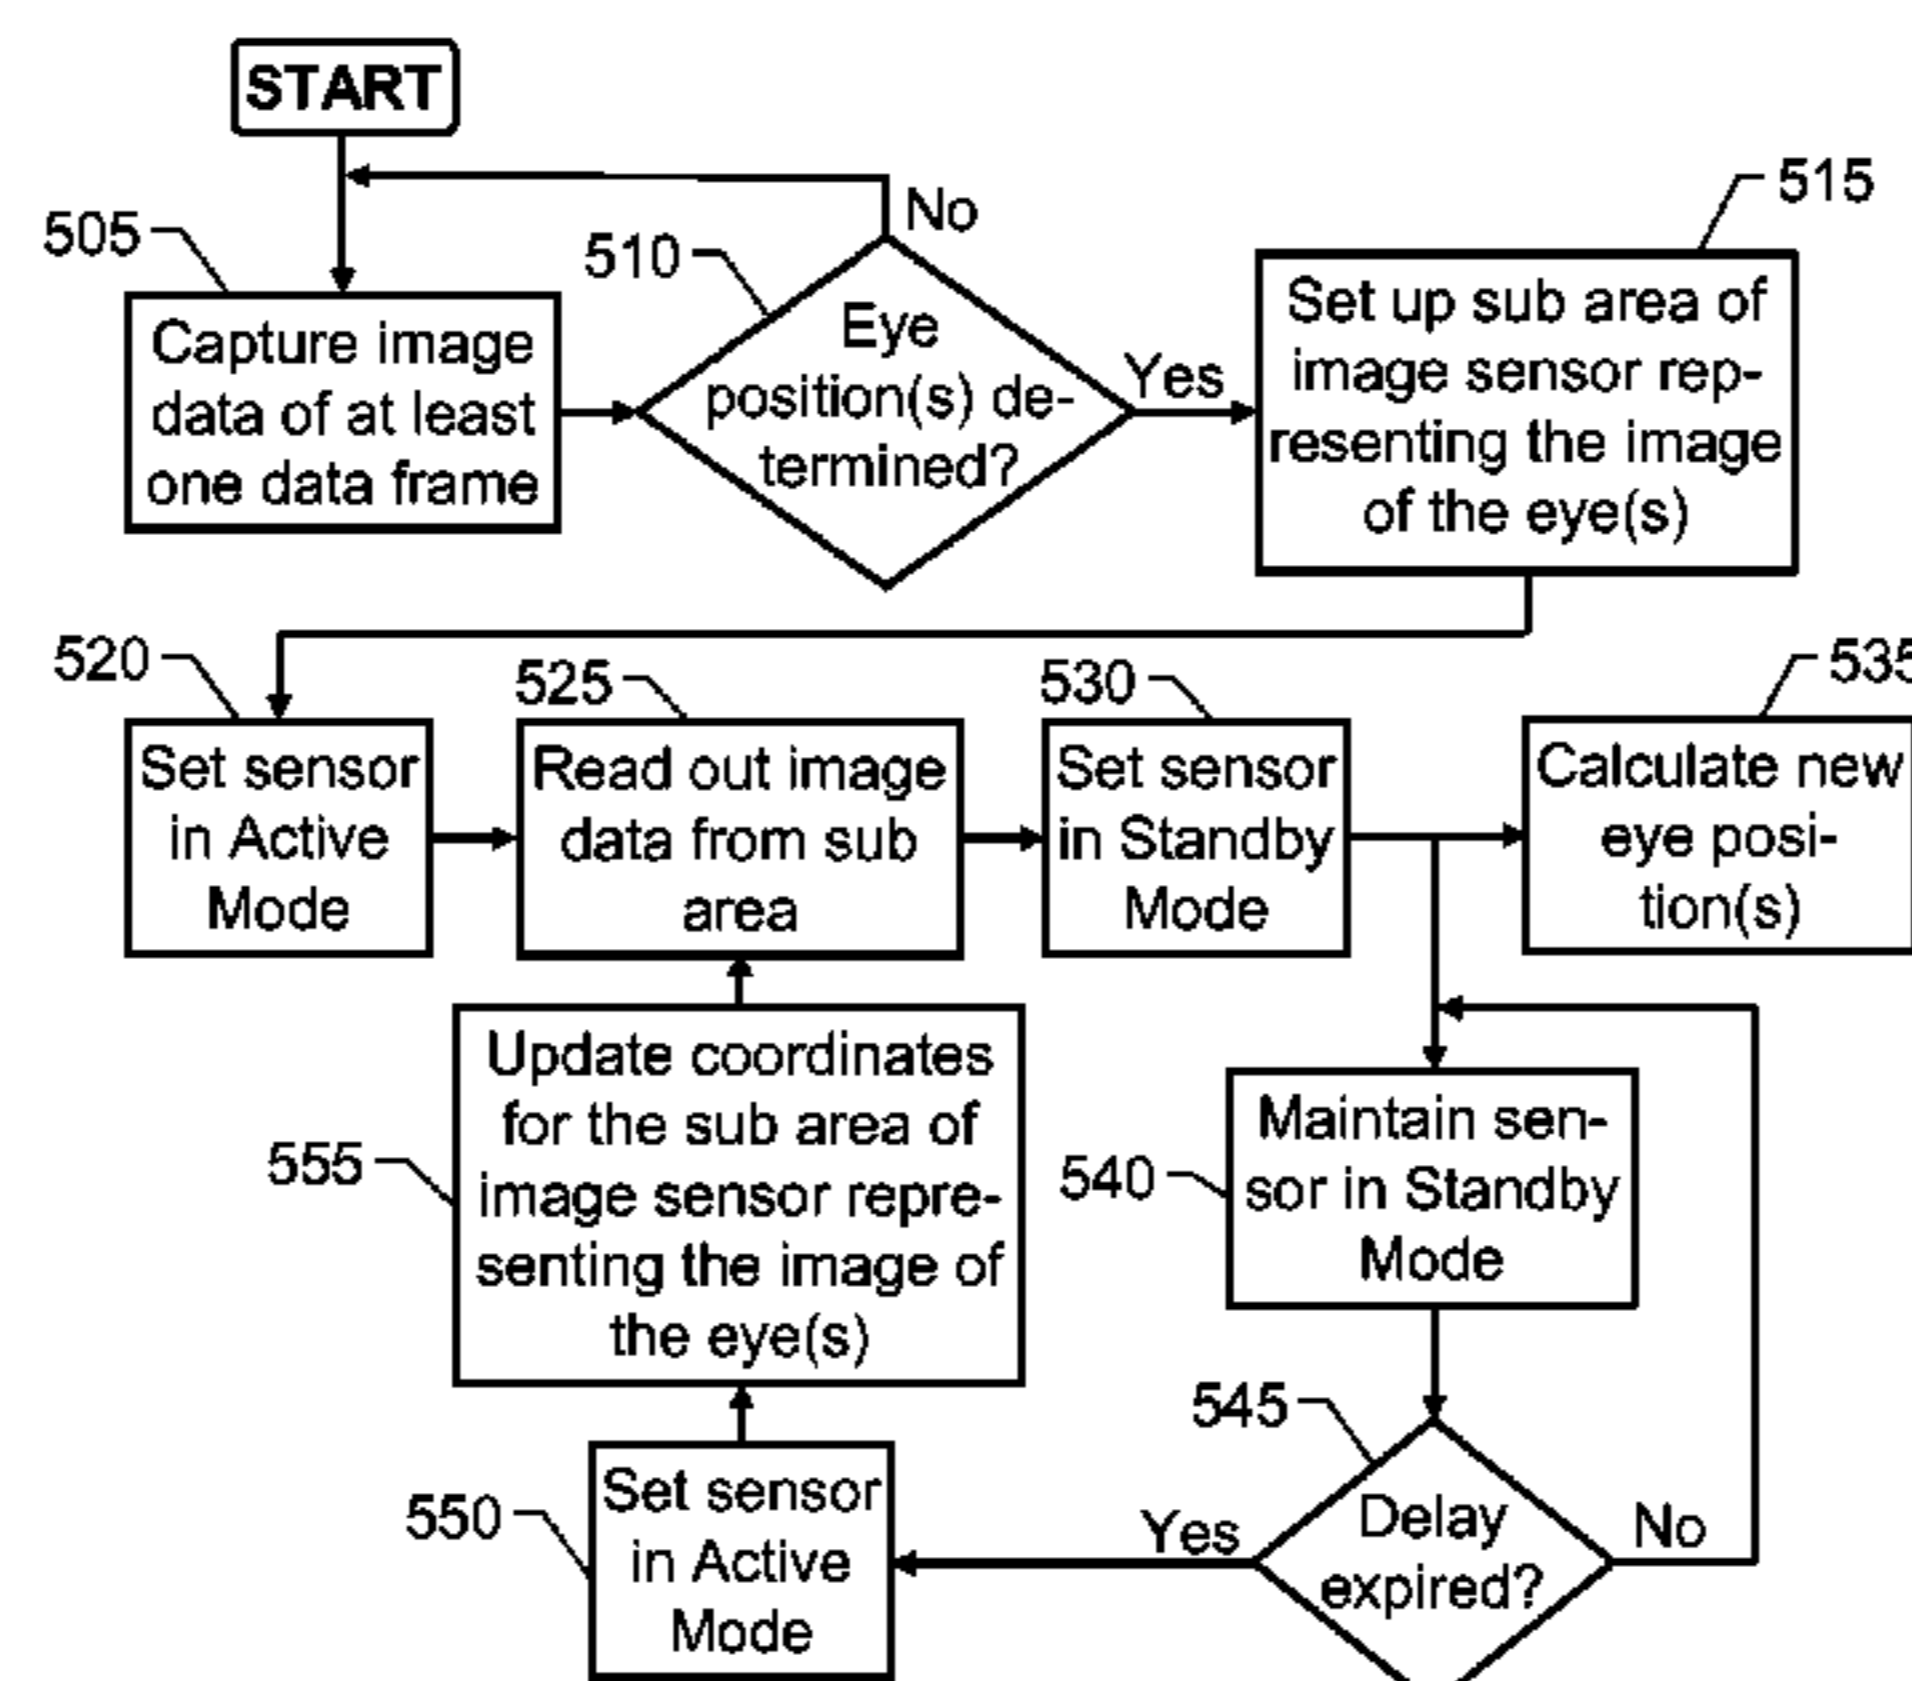 START
No
515
505
510
Capture image
data of at least
one data frame
Eye
position(s) de-
termined?
Yes
Set up sub area of
image sensor rep-
resenting the image
of the eye(s)
520
525
530
535
Set sensor
in Active
Mode
Read out image
data from sub
area
Set sensor
in Standby
Mode
Calculate new
eye posi-
tion(s)
555
Update coordinates
for the sub area of
image sensor repre-
senting the image of
the eye(s)
540
Maintain sen-
sor in Standby
Mode
545
550
Set sensor
in Active
Mode
Yes
Delay
expired?
No